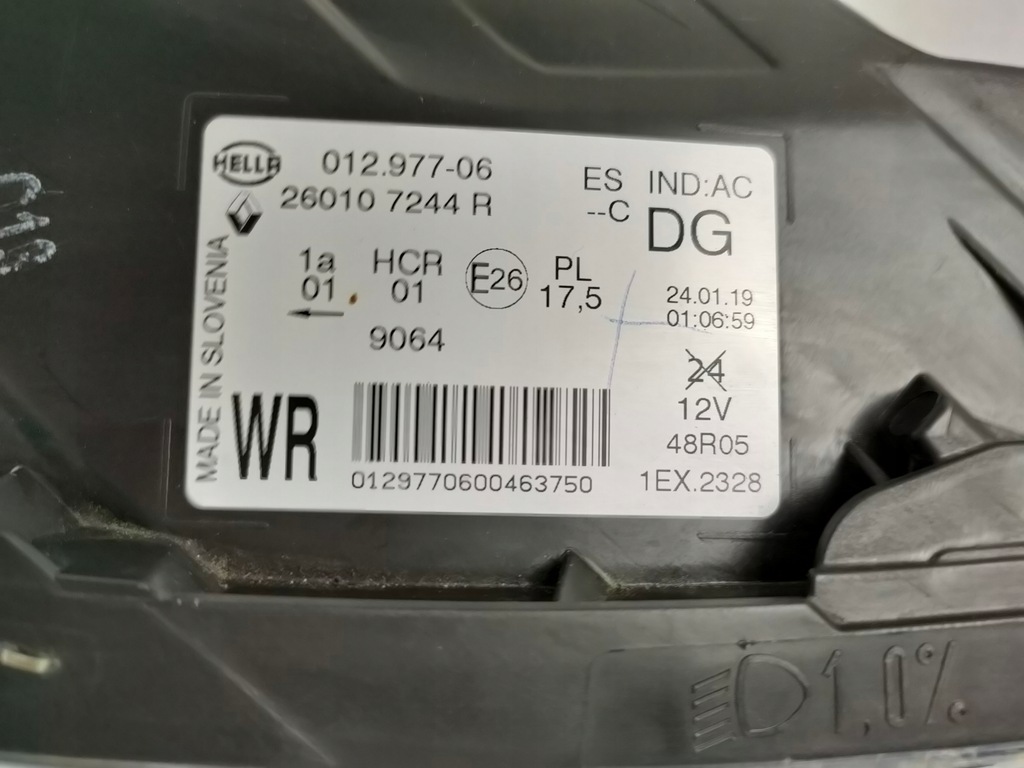 HELLA
012.977-06
26010 7244 R
ES IND:AC
--C DG
MADE IN SLOVENIA
1a HCR
01 01
E26
PL
17,5
24.01.19
01:06:59
9064
24
12V
48R05
1EX.2328
WR
0129770600463750
1,0%